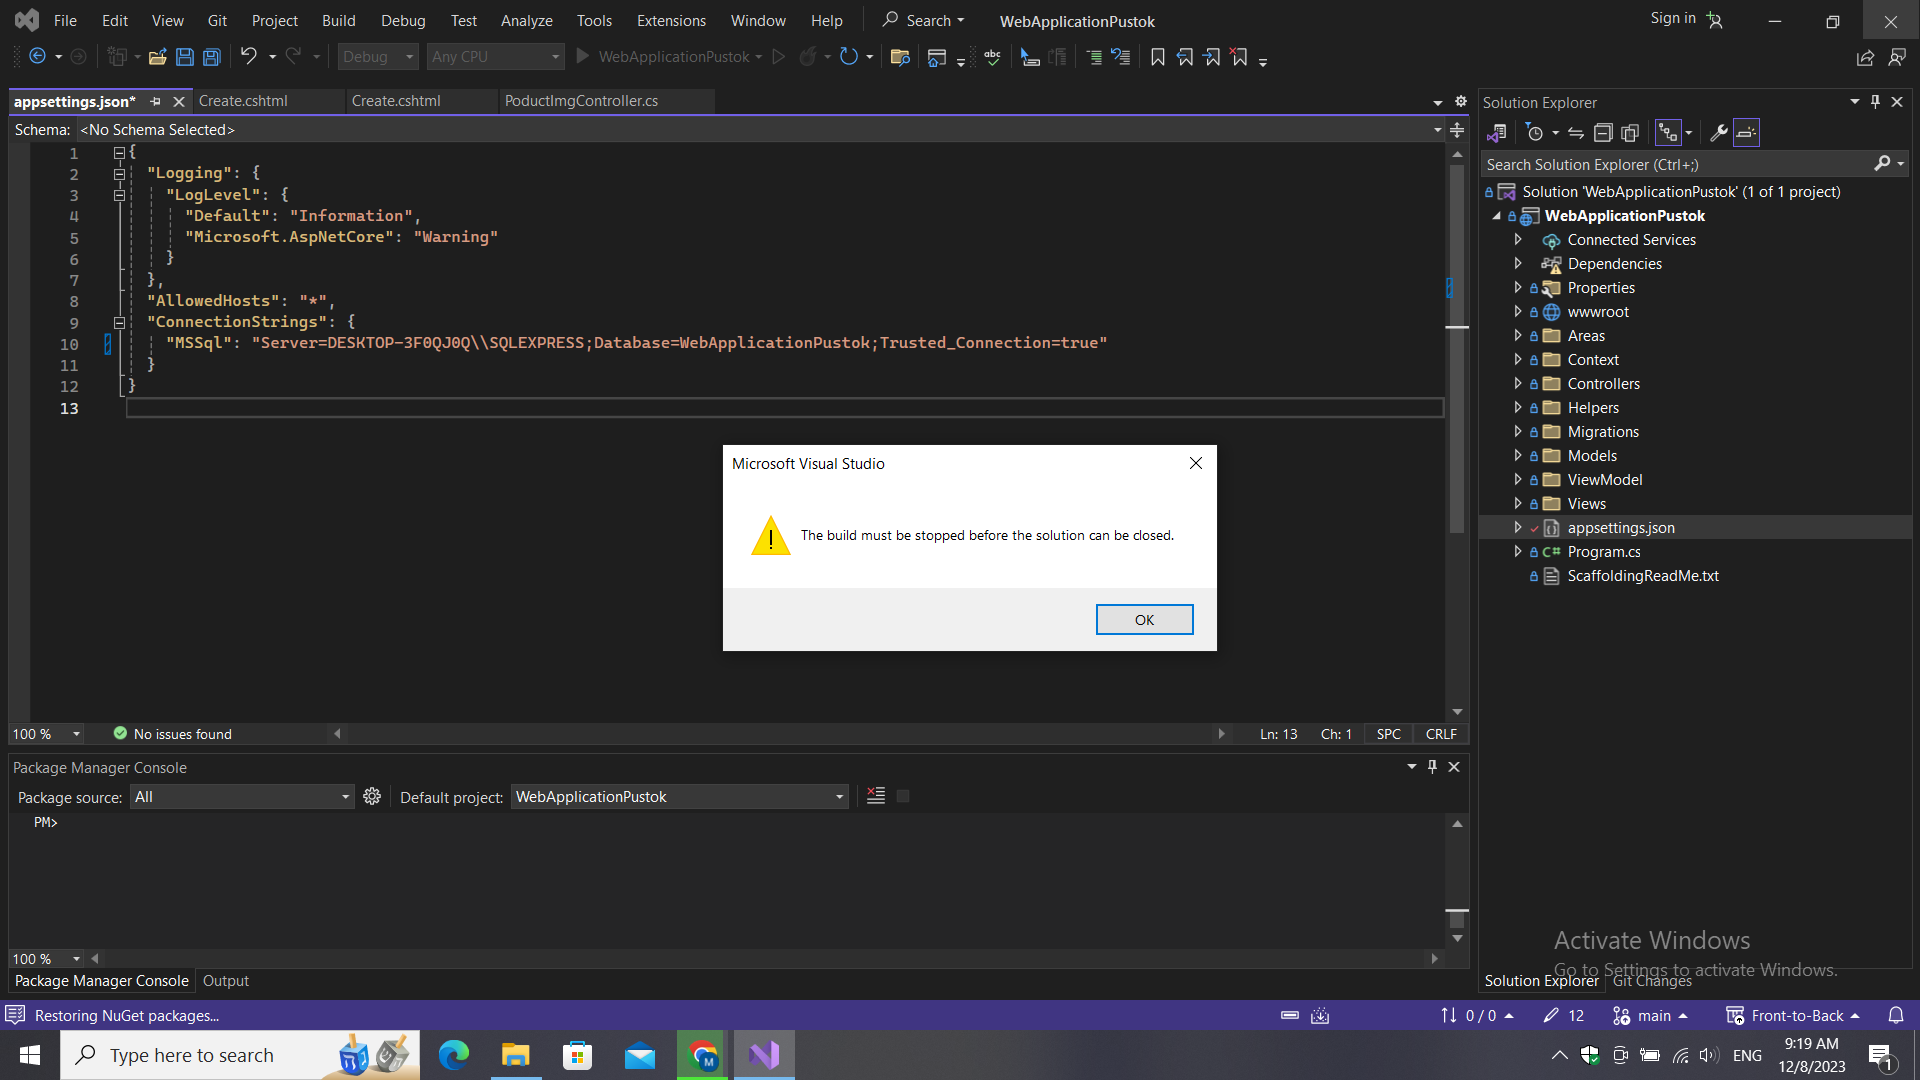 File Edit View Git Project Build Debug Test Analyze Tools Extensions Window Help Search WebApplicationPustok Sign in
Debug Any CPU WebApplicationPustok abc
appsettings.json* Create.cshtml Create.cshtml PoductImgController.cs
Schema: <No Schema Selected>
1 {
2 "Logging": {
3 "LogLevel": {
4 "Default": "Information",
5 "Microsoft.AspNetCore": "Warning"
6 }
7 },
8 "AllowedHosts": "*",
9 "ConnectionStrings": {
10 "MSSql": "Server=DESKTOP-3F0QJ0Q\\SQLEXPRESS;Database=WebApplicationPustok;Trusted_Connection=true"
11 }
12 }
13
Microsoft Visual Studio
The build must be stopped before the solution can be closed.
OK
100 % No issues found Ln: 13 Ch: 1 SPC CRLF
Package Manager Console
Package source: All Default project: WebApplicationPustok
PM>
100 %
Package Manager Console Output
Solution Explorer
Search Solution Explorer (Ctrl+;)
Solution 'WebApplicationPustok' (1 of 1 project)
WebApplicationPustok
Connected Services
Dependencies
Properties
wwwroot
Areas
Context
Controllers
Helpers
Migrations
Models
ViewModel
Views
appsettings.json
C# Program.cs
ScaffoldingReadMe.txt
Activate Windows
Go to Settings to activate Windows.
Solution Explorer Git Changes
Restoring NuGet packages... 0 / 0 12 main Front-to-Back
Type here to search M ENG 9:19 AM
12/8/2023 1